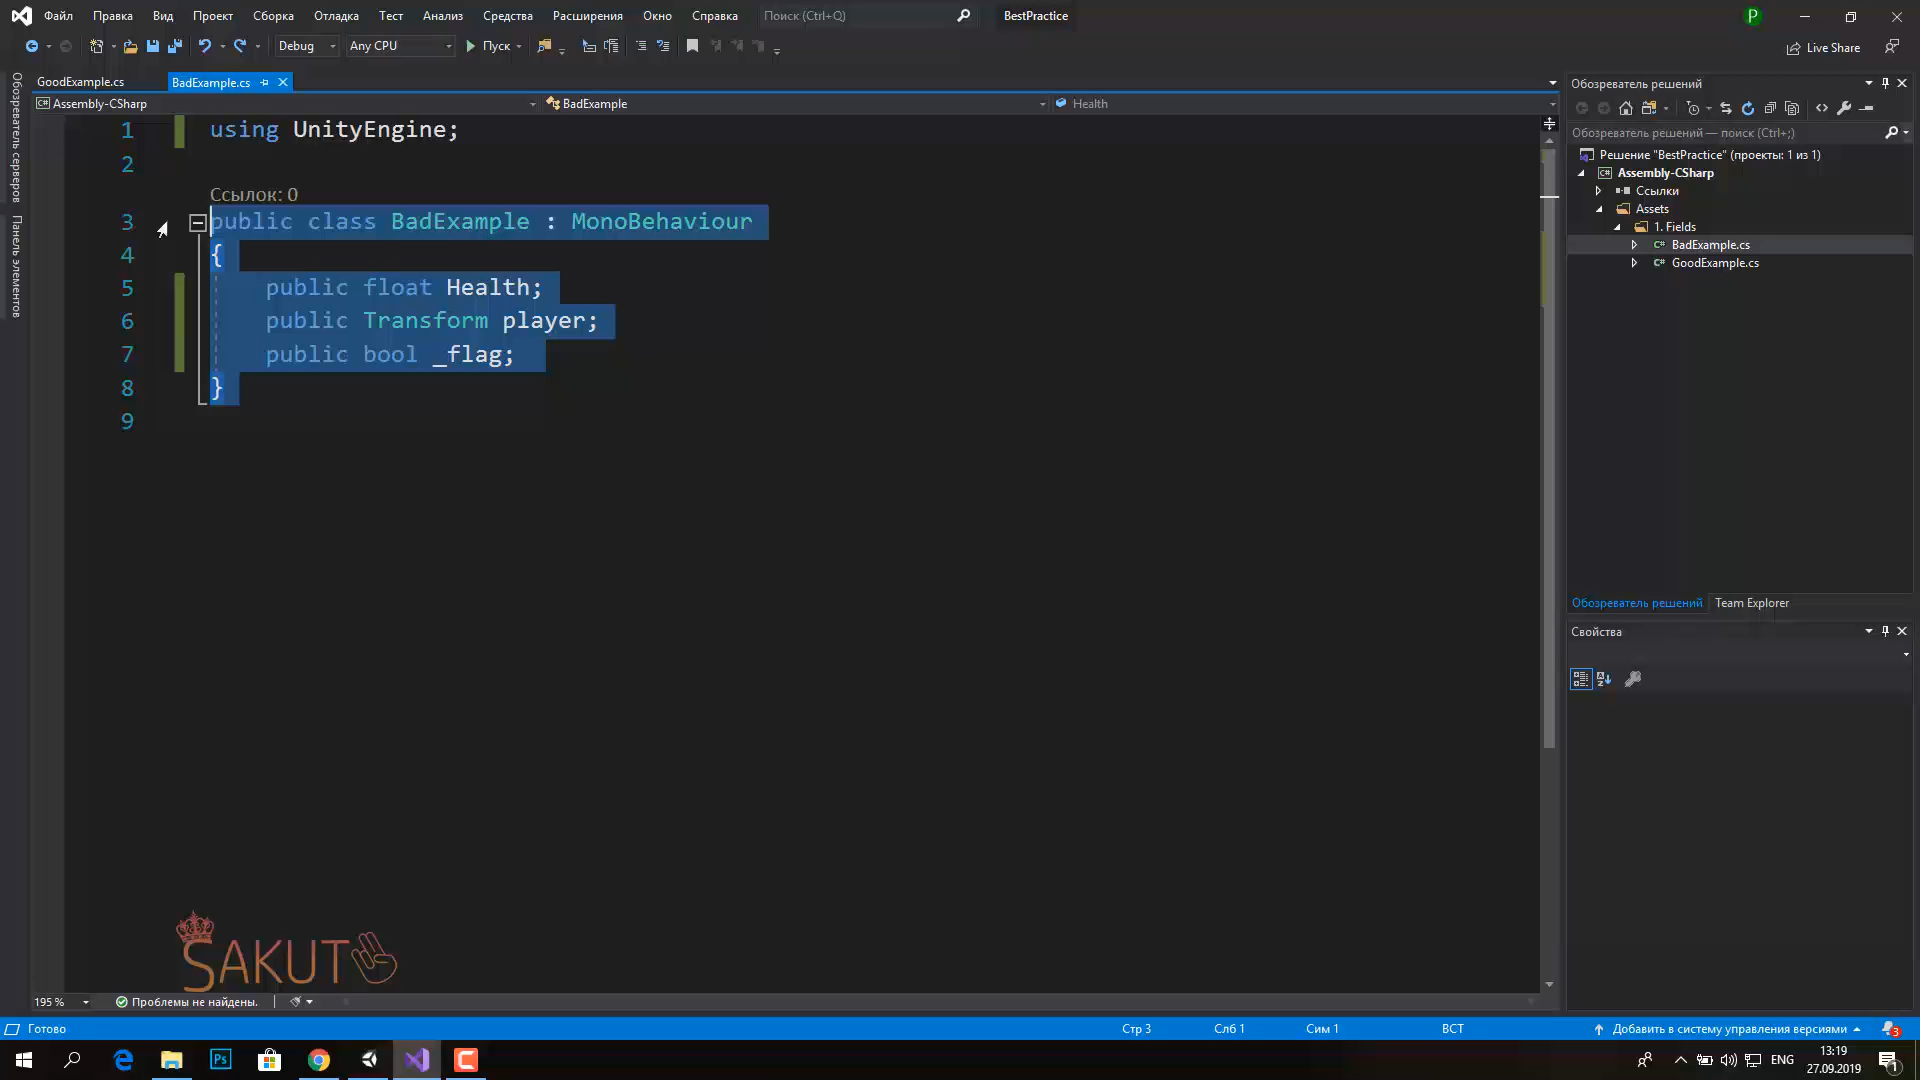 Файл Правка Вид Проект Сборка Отладка Тест Анализ Средства Расширения Окно Справка Поиск (Ctrl+Q) BestPractice P
Debug Any CPU Пуск Live Share
GoodExample.cs BadExample.cs Обозреватель решений
Assembly-CSharp BadExample Health
Обозреватель серверов
Панель элементов
1 using UnityEngine;
2
Ссылок: 0
3 public class BadExample : MonoBehaviour
4 {
5 public float Health;
6 public Transform player;
7 public bool _flag;
8 }
9
Обозреватель решений — поиск (Ctrl+;)
Решение "BestPractice" (проекты: 1 из 1)
Assembly-CSharp
Ссылки
Assets
1. Fields
BadExample.cs
GoodExample.cs
Обозреватель решений Team Explorer
Свойства
SAKUT
195 % Проблемы не найдены.
Готово Стр 3 Слб 1 Сим 1 ВСТ Добавить в систему управления версиями 3
Ps ENG 13:19
27.09.2019 1